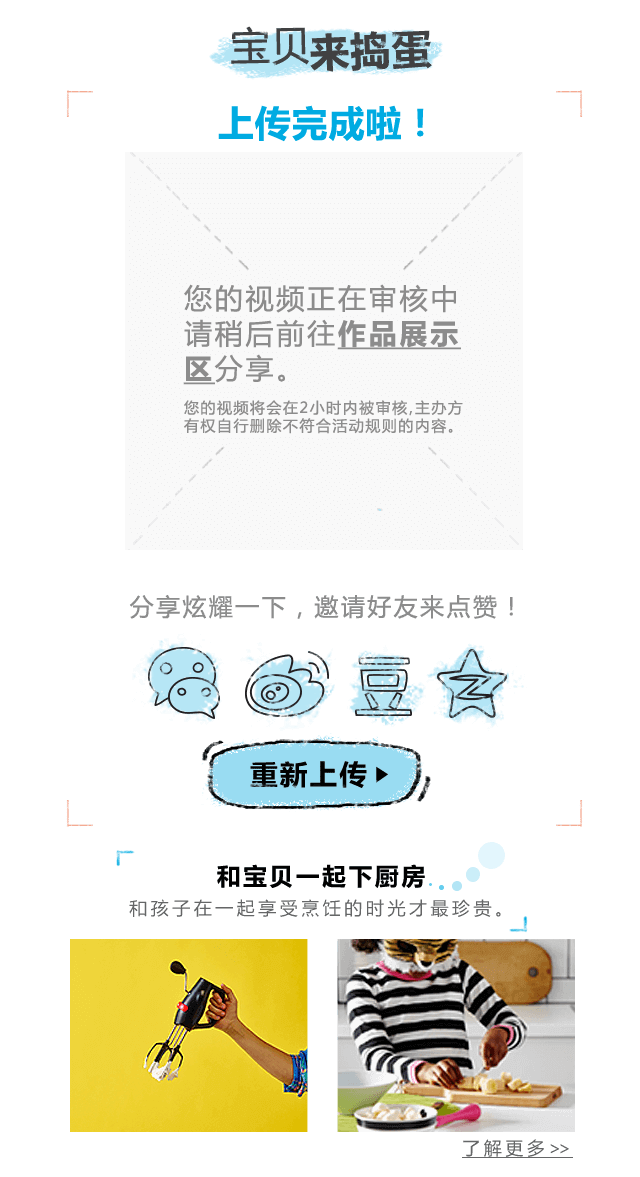 宝贝来捣蛋
上传完成啦！
您的视频正在审核中
请稍后前往作品展示
区分享。
您的视频将会在2小时内被审核,主办方
有权自行删除不符合活动规则的内容。
分享炫耀一下，邀请好友来点赞！
豆
重新上传
和宝贝一起下厨房
和孩子在一起享受烹饪的时光才最珍贵。
了解更多>>